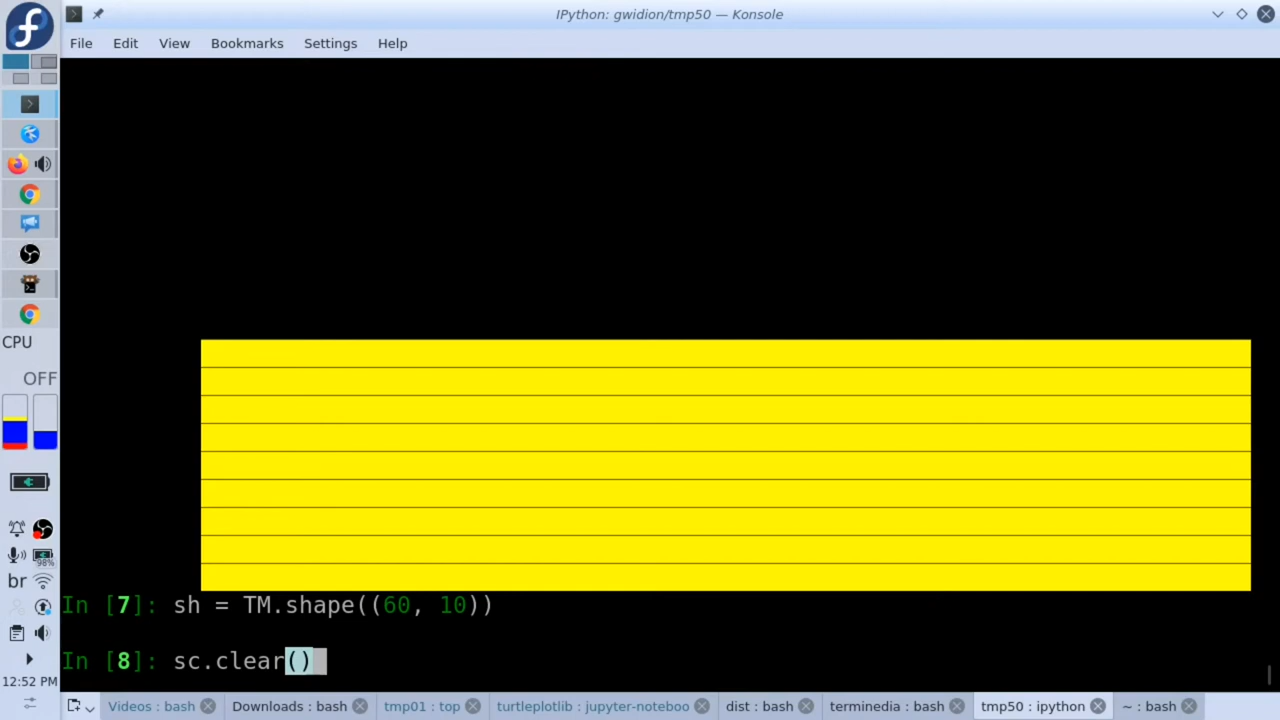 IPython: gwidion/tmp50 — Konsole
File Edit View Bookmarks Settings Help
CPU
OFF
98%
br
In [7]: sh = TM.shape((60, 10))
In [8]: sc.clear()
12:52 PM
Videos : bash Downloads : bash tmp01 : top turtleplotlib : jupyter-noteboo dist : bash terminedia : bash tmp50 : ipython ~ : bash